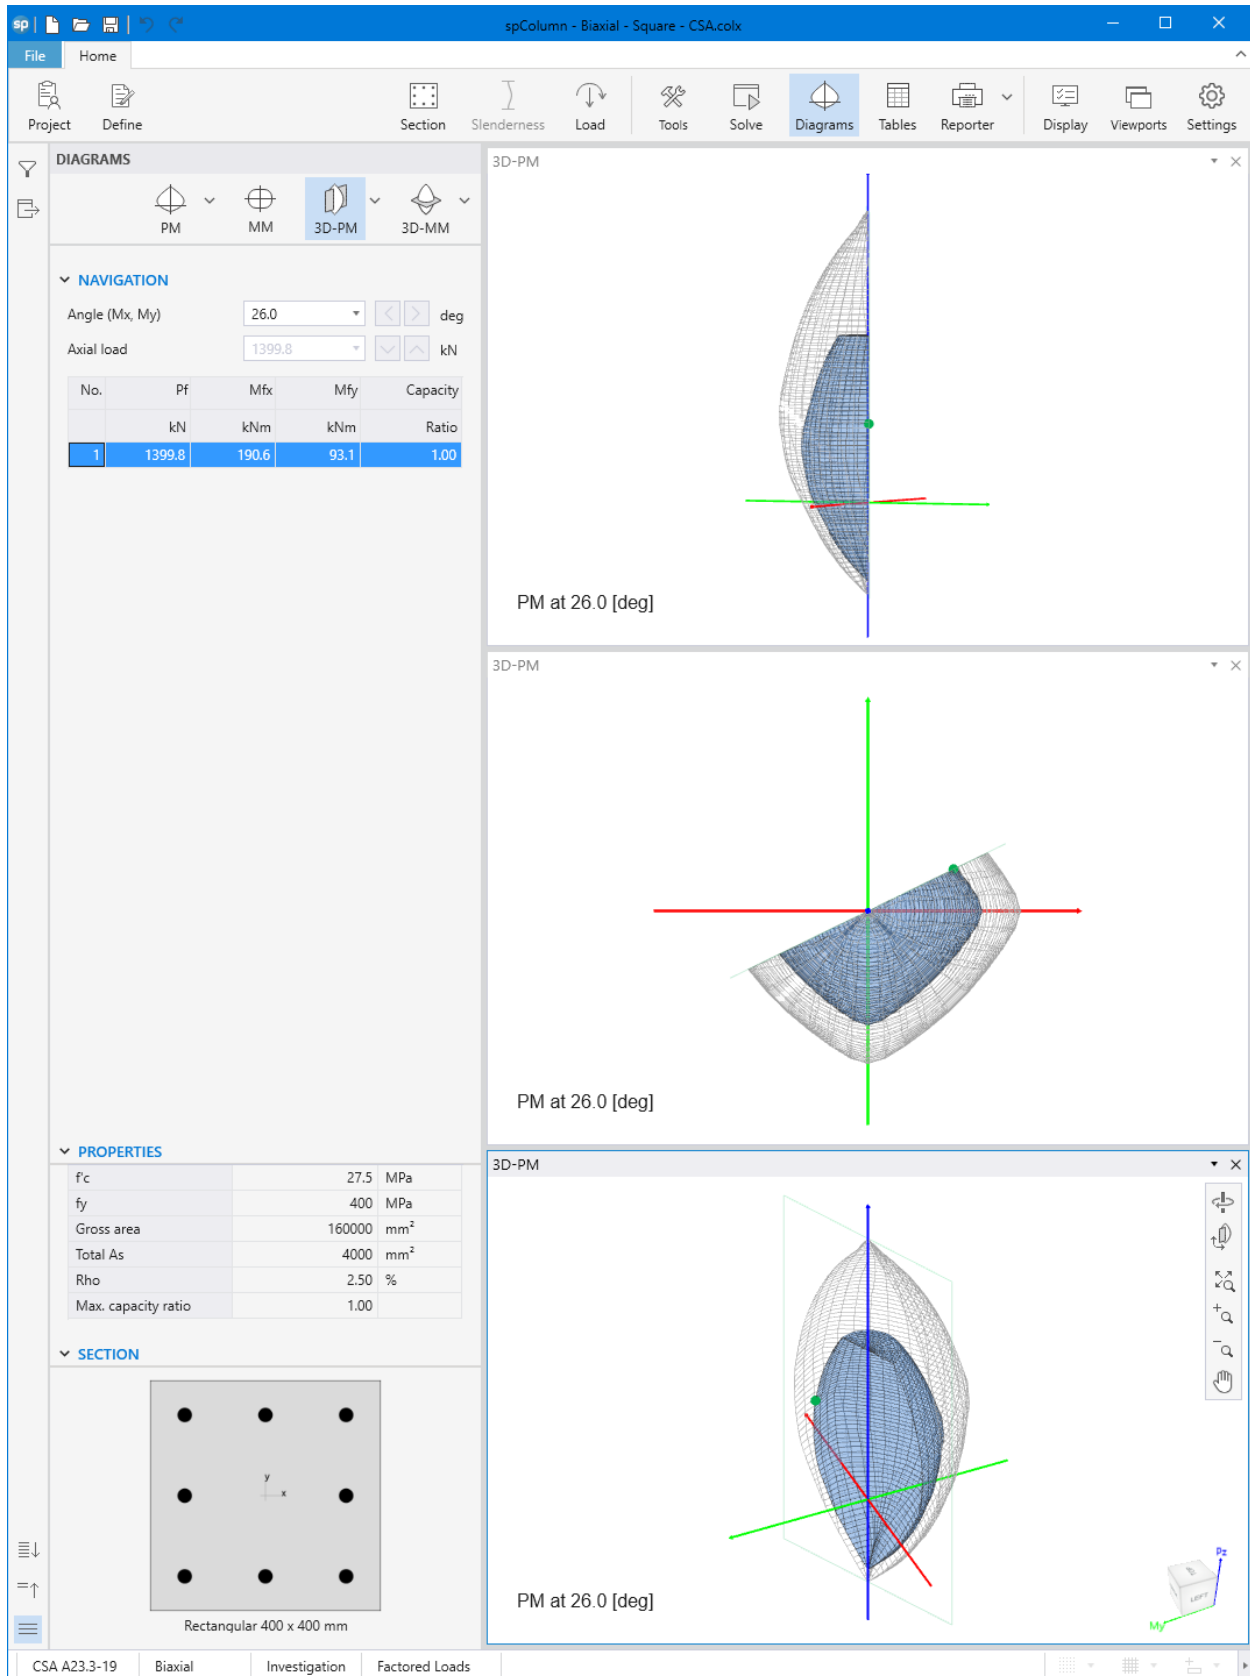 sp spColumn - Biaxial - Square - CSA.colx
File Home
Project Define Section Slenderness Load Tools Solve Diagrams Tables Reporter Display Viewports Settings
DIAGRAMS
PM MM 3D-PM 3D-MM
NAVIGATION
Angle (Mx, My) 26.0 deg
Axial load 1399.8 kN
No. Pf Mfx Mfy Capacity
kN kNm kNm Ratio
1 1399.8 190.6 93.1 1.00
PROPERTIES
f'c 27.5 MPa
fy 400 MPa
Gross area 160000 mm²
Total As 4000 mm²
Rho 2.50 %
Max. capacity ratio 1.00
SECTION
y
x
Rectangular 400 x 400 mm
3D-PM
PM at 26.0 [deg]
3D-PM
PM at 26.0 [deg]
3D-PM
PM at 26.0 [deg]
Pz
LEFT
My
CSA A23.3-19 Biaxial Investigation Factored Loads